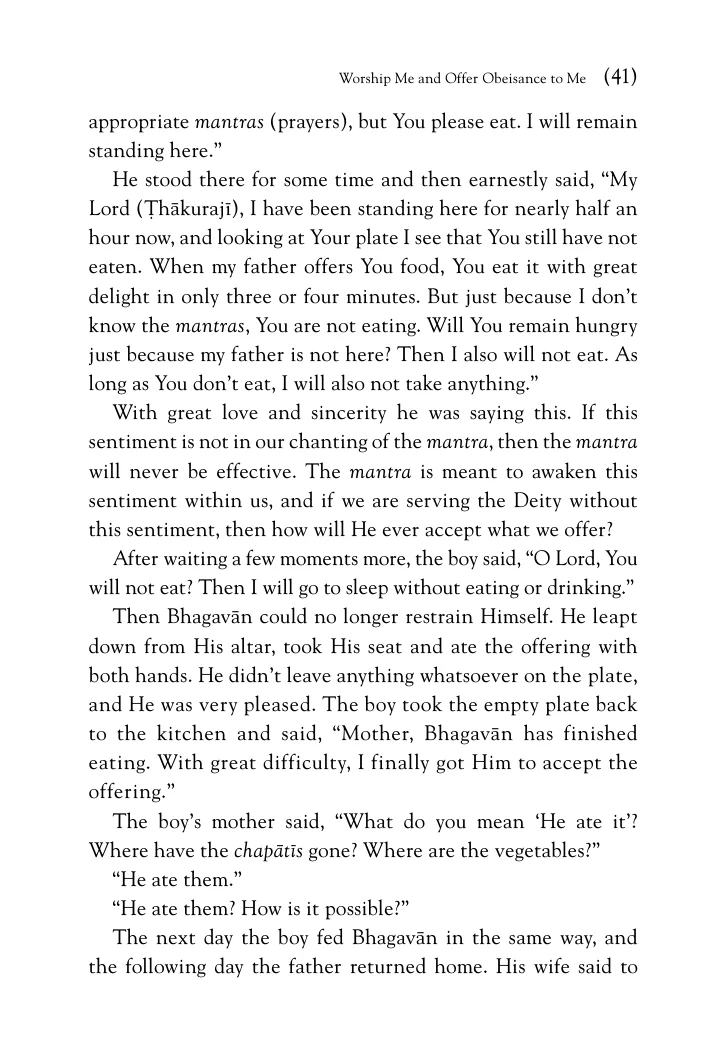 Worship Me and Offer Obeisance to Me (41)
appropriate mantras (prayers), but You please eat. I will remain
standing here.”
He stood there for some time and then earnestly said, “My
Lord (Ṭhākurajī), I have been standing here for nearly half an
hour now, and looking at Your plate I see that You still have not
eaten. When my father offers You food, You eat it with great
delight in only three or four minutes. But just because I don’t
know the mantras, You are not eating. Will You remain hungry
just because my father is not here? Then I also will not eat. As
long as You don’t eat, I will also not take anything.”
With great love and sincerity he was saying this. If this
sentiment is not in our chanting of the mantra, then the mantra
will never be effective. The mantra is meant to awaken this
sentiment within us, and if we are serving the Deity without
this sentiment, then how will He ever accept what we offer?
After waiting a few moments more, the boy said, “O Lord, You
will not eat? Then I will go to sleep without eating or drinking.”
Then Bhagavān could no longer restrain Himself. He leapt
down from His altar, took His seat and ate the offering with
both hands. He didn’t leave anything whatsoever on the plate,
and He was very pleased. The boy took the empty plate back
to the kitchen and said, “Mother, Bhagavān has finished
eating. With great difficulty, I finally got Him to accept the
offering.”
The boy’s mother said, “What do you mean ‘He ate it’?
Where have the chapātīs gone? Where are the vegetables?”
“He ate them.”
“He ate them? How is it possible?”
The next day the boy fed Bhagavān in the same way, and
the following day the father returned home. His wife said to